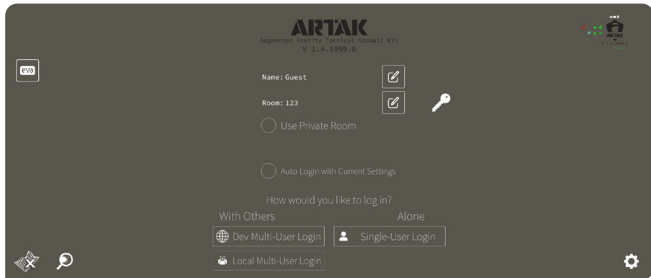 ARTAK
Augmented Reality Tactical Assault Kit
V 1.4.1999.0
ARTAK
eva
Name: Guest
Room: 123
Use Private Room
Auto Login with Current Settings
How would you like to log in?
With Others
Alone
Dev Multi-User Login
Single-User Login
Local Multi-User Login